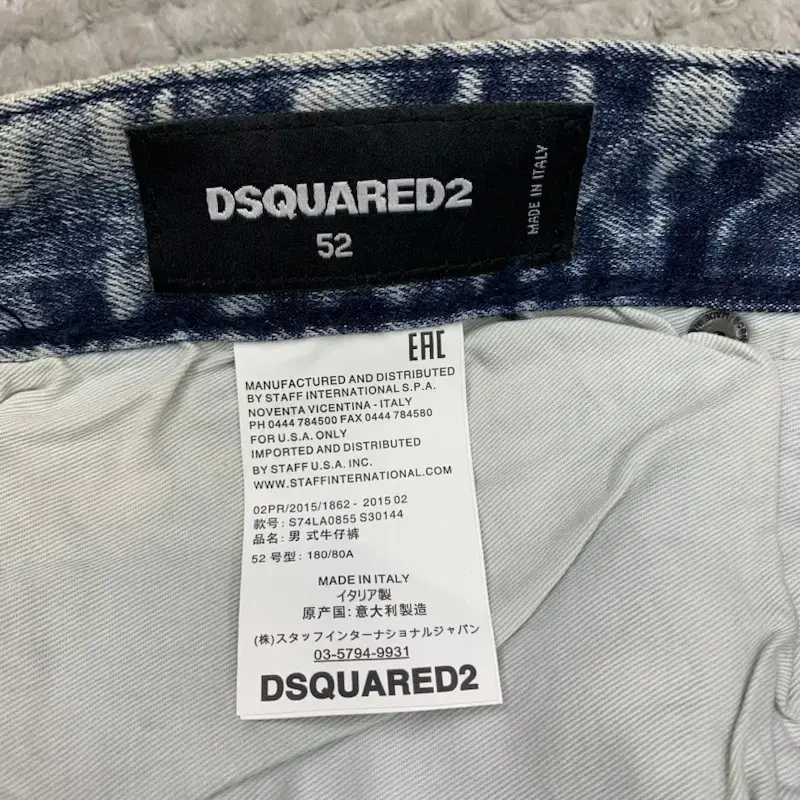 DSQUARED2
52
MADE IN ITALY
EAC
MANUFACTURED AND DISTRIBUTED
BY STAFF INTERNATIONAL S.P.A.
NOVENTA VICENTINA - ITALY
PH 0444 784500 FAX 0444 784580
FOR U.S.A. ONLY
IMPORTED AND DISTRIBUTED
BY STAFF U.S.A. INC.
WWW.STAFFINTERNATIONAL.COM
02PR/2015/1862 - 2015 02
款号: S74LA0855 S30144
品名: 男 式牛仔裤
52 号型: 180/80A
MADE IN ITALY
イタリア製
原产国: 意大利製造
(株)スタッフインターナショナルジャパン
03-5794-9931
DSQUARED2